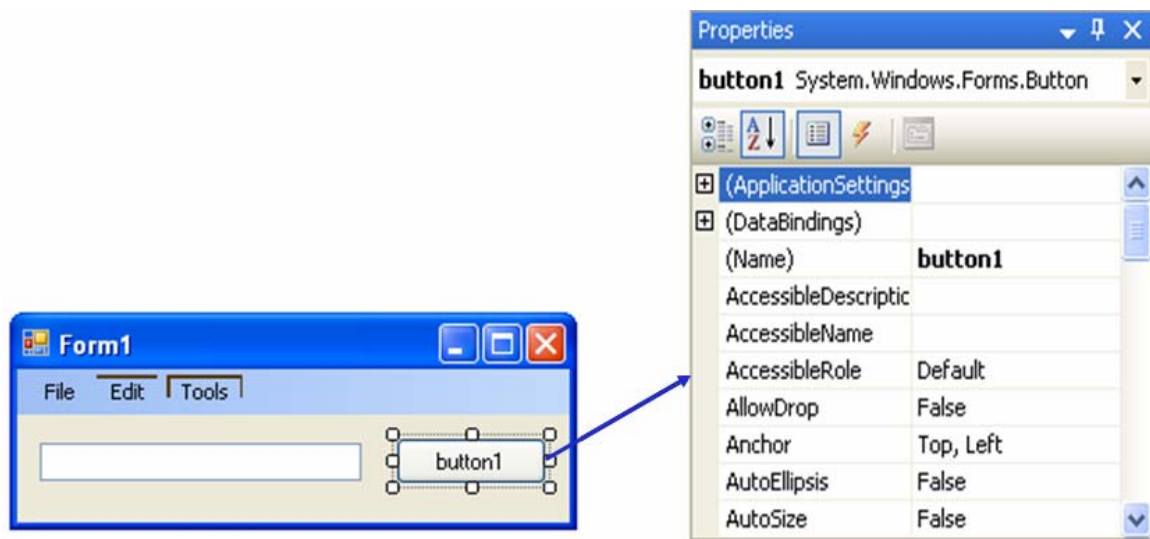 Properties
button1 System.Windows.Forms.Button
(ApplicationSettings
(DataBindings)
(Name) button1
AccessibleDescriptic
AccessibleName
AccessibleRole Default
AllowDrop False
Anchor Top, Left
AutoEllipsis False
AutoSize False
Form1
File Edit Tools
button1